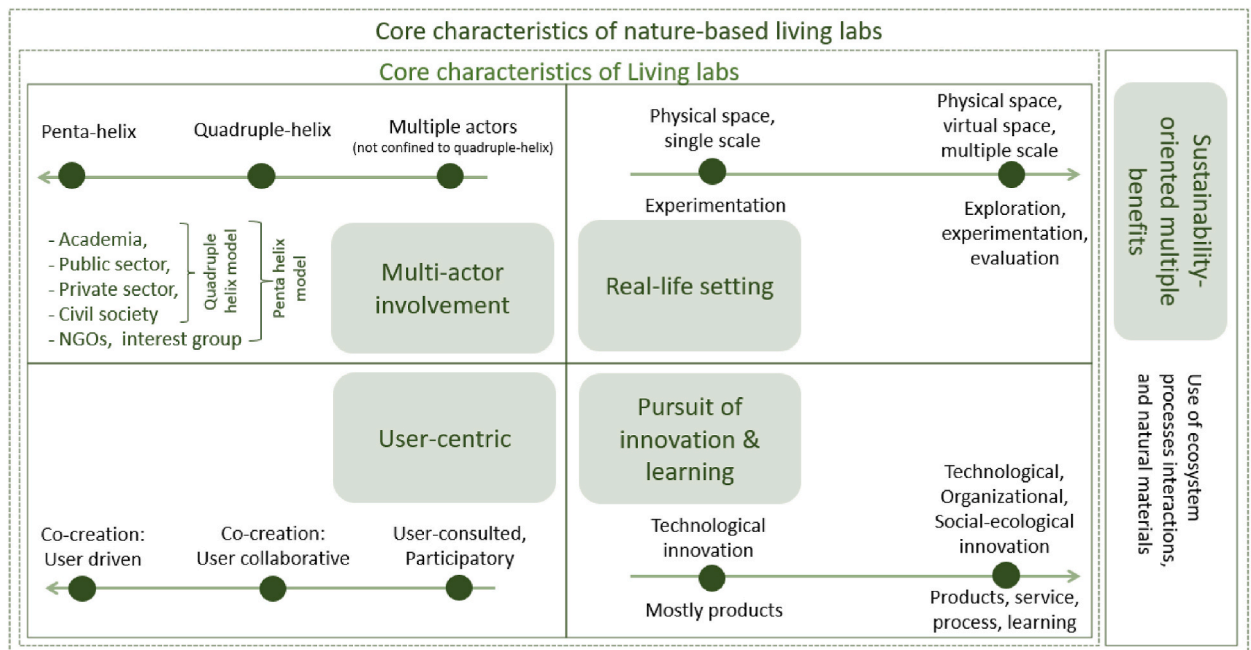 Core characteristics of nature-based living labs
Core characteristics of Living labs
Penta-helix
Quadruple-helix
Multiple actors
(not confined to quadruple-helix)
- Academia,
- Public sector,
- Private sector,
- Civil society
- NGOs, interest group
Quadruple
helix model
Penta helix
model
Multi-actor
involvement
Physical space,
single scale
Experimentation
Physical space,
virtual space,
multiple scale
Exploration,
experimentation,
evaluation
Real-life setting
User-centric
Co-creation:
User driven
Co-creation:
User collaborative
User-consulted,
Participatory
Pursuit of
innovation &
learning
Technological
innovation
Mostly products
Technological,
Organizational,
Social-ecological
innovation
Products, service,
process, learning
Sustainability-
oriented multiple
benefits
Use of ecosystem
processes interactions,
and natural materials